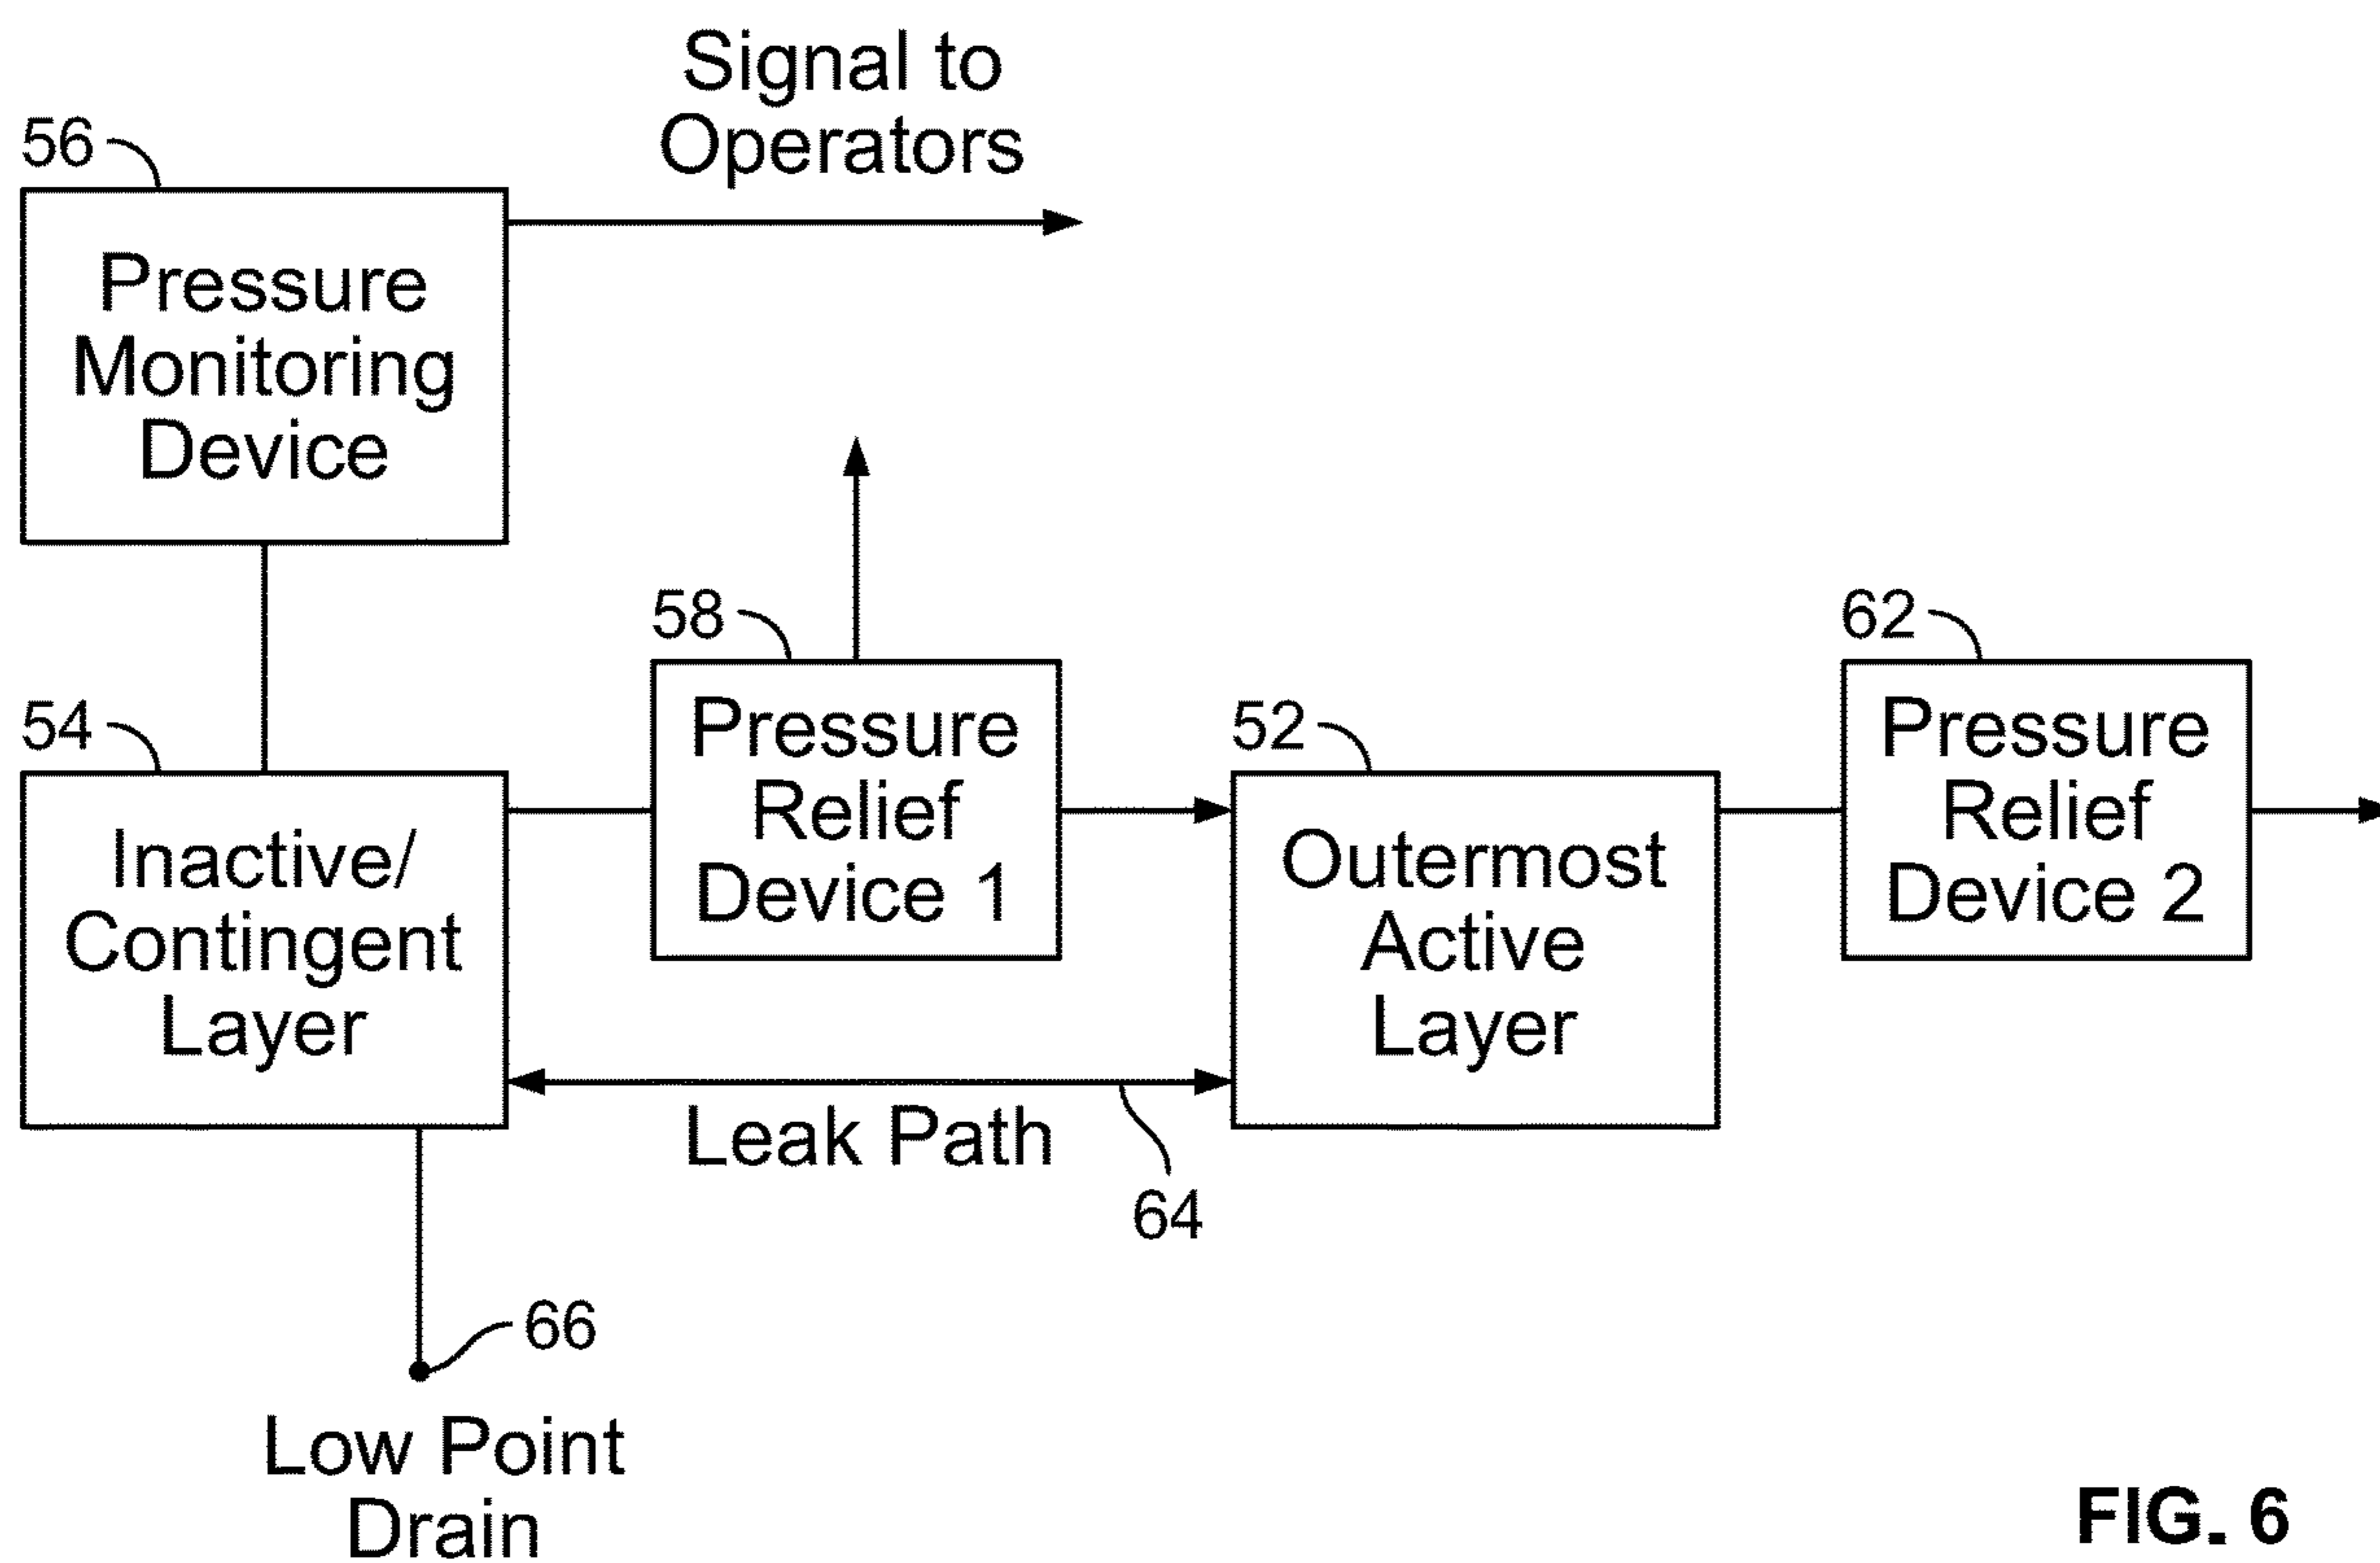 Signal to
Operators
56
Pressure
Monitoring
Device
58
Pressure
Relief
Device 1
62
Pressure
Relief
Device 2
54
Inactive/
Contingent
Layer
52
Outermost
Active
Layer
Leak Path
64
66
Low Point
Drain
FIG. 6